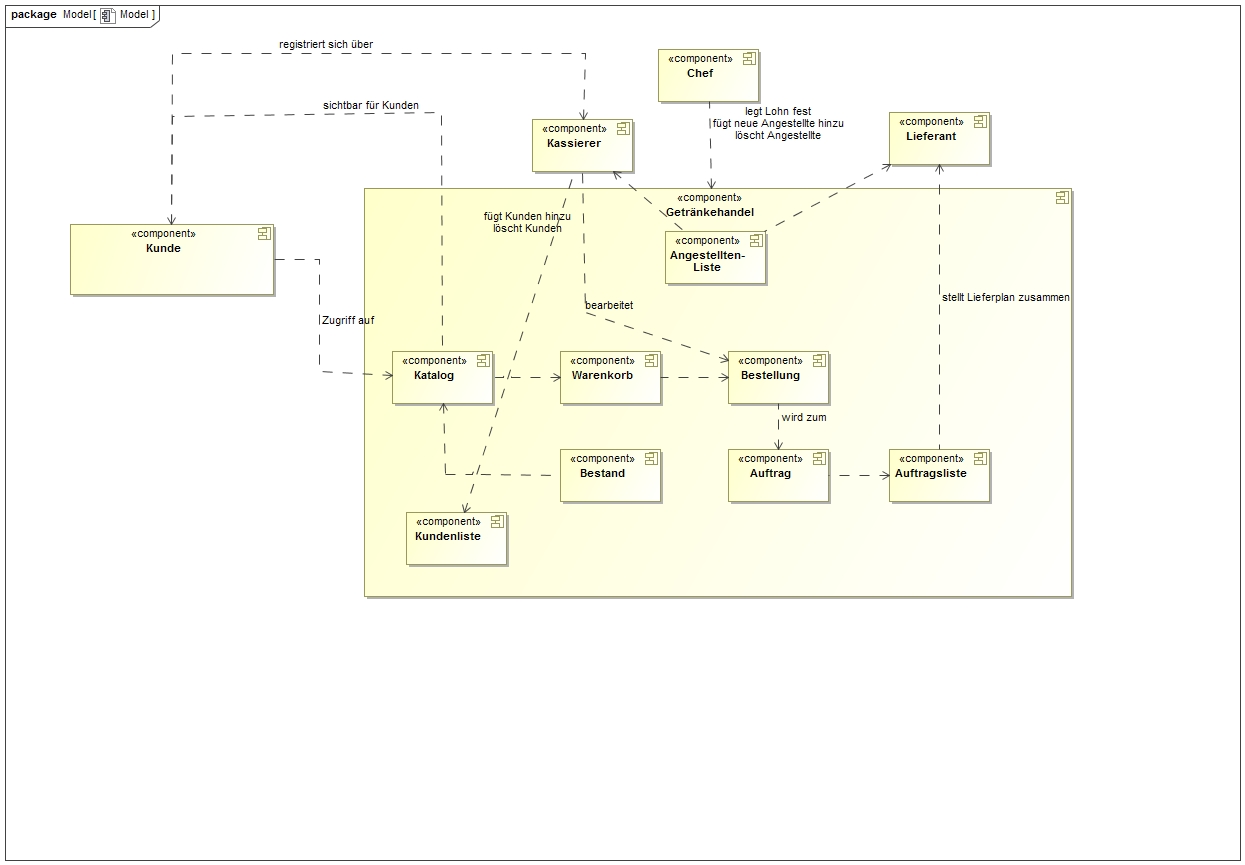 package Model[ Model ]
registriert sich über
«component»
Chef
sichtbar für Kunden
legt Lohn fest
fügt neue Angestellte hinzu
löscht Angestellte
«component»
Kassierer
«component»
Lieferant
«component»
Getränkehandel
fügt Kunden hinzu
löscht Kunden
«component»
Kunde
«component»
Angestellten-
Liste
stellt Lieferplan zusammen
bearbeitet
Zugriff auf
«component»
Katalog
«component»
Warenkorb
«component»
Bestellung
wird zum
«component»
Bestand
«component»
Auftrag
«component»
Auftragsliste
«component»
Kundenliste